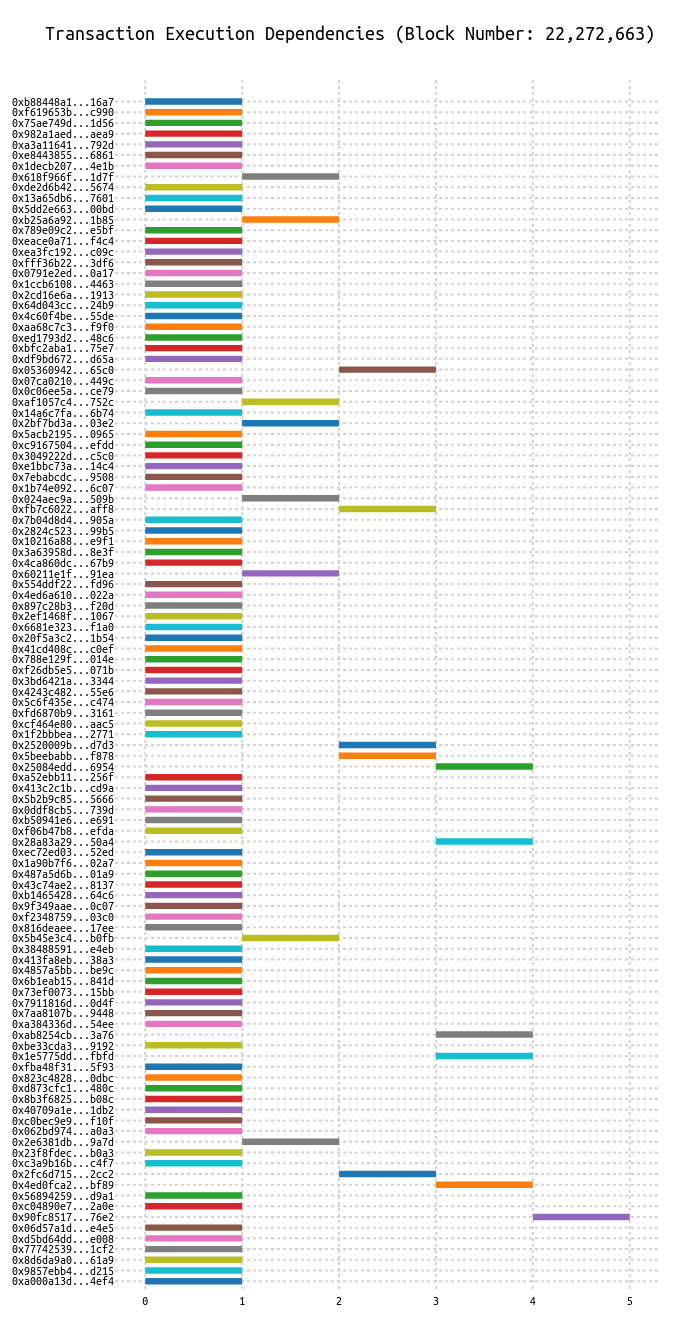 Transaction Execution Dependencies (Block Number: 22,272,663)
0xb88448a1...16a7
0xf619653b...c990
0x75ae749d...1d56
0x982a1aed...aea9
0xa3a11641...792d
0xe8443855...6861
0x1decb207...4e1b
0x618f966f...1d7f
0xde2d6b42...5674
0x13a65db6...7601
0x5dd2e663...00bd
0xb25a6a92...1b85
0x789e09c2...e5bf
0xeace0a71...f4c4
0xea3fc192...c09c
0xfff36b22...3df6
0x0791e2ed...0a17
0x1ccb6108...4463
0x2cd16e6a...1913
0x64d043cc...24b9
0x4c60f4be...55de
0xaa68c7c3...f9f0
0xed1793d2...48c6
0xbfc2aba1...75e7
0xdf9bd672...d65a
0x05360942...65c0
0x07ca0210...449c
0x0c06ee5a...ce79
0xaf1057c4...752c
0x14a6c7fa...6b74
0x2bf7bd3a...03e2
0x5acb2195...0965
0xc9167504...efdd
0x3049222d...c5c0
0xe1bbc73a...14c4
0x7ebabcdc...9508
0x1b74e092...6c07
0x024aec9a...509b
0xfb7c6022...aff8
0x7b04d8d4...905a
0x2824c523...99b5
0x10216a88...e9f1
0x3a63958d...8e3f
0x4ca860dc...67b9
0x60211e1f...91ea
0x554ddf22...fd96
0x4ed6a610...022a
0x897c28b3...f20d
0x2ef1468f...1067
0x6681e323...f1a0
0x20f5a3c2...1b54
0x41cd408c...c0ef
0x788e129f...014e
0xf26db5e5...071b
0x3bd6421a...3344
0x4243c482...55e6
0x5c6f435e...c474
0xfd6870b9...3161
0xcf464e80...aac5
0x1f2bbbea...2771
0x2520009b...d7d3
0x5beebabb...f878
0x25084edd...6954
0xa52ebb11...256f
0x413c2c1b...cd9a
0x5b2b9c85...5666
0x0ddf8cb5...739d
0xb50941e6...e691
0xf06b47b8...efda
0x28a83a29...50a4
0xec72ed03...52ed
0x1a90b7f6...02a7
0x487a5d6b...01a9
0x43c74ae2...8137
0xb1465428...64c6
0x9f349aae...0c07
0xf2348759...03c0
0x816deaee...17ee
0x5b45e3c4...b0fb
0x38488591...e4eb
0x413fa8eb...38a3
0x4857a5bb...be9c
0x6b1eab15...841d
0x73ef0073...15bb
0x7911816d...0d4f
0x7aa8107b...9448
0xa384336d...54ee
0xab8254cb...3a76
0xbe33cda3...9192
0x1e5775dd...fbfd
0xfba48f31...5f93
0x823c4828...0dbc
0xd873cfc1...480c
0x8b3f6825...b08c
0x40709a1e...1db2
0xc0bec9e9...f10f
0x062bd974...a0a3
0x2e6381db...9a7d
0x23f8fdec...b0a3
0xc3a9b16b...c4f7
0x2fc6d715...2cc2
0x4ed0fca2...bf89
0x56894259...d9a1
0xc04890e7...2a0e
0x90fc8517...76e2
0x06d57a1d...e4e5
0xd5bd64dd...e008
0x77742539...1cf2
0x8d6da9a0...61a9
0x9857ebb4...d215
0xa000a13d...4ef4
0 1 2 3 4 5